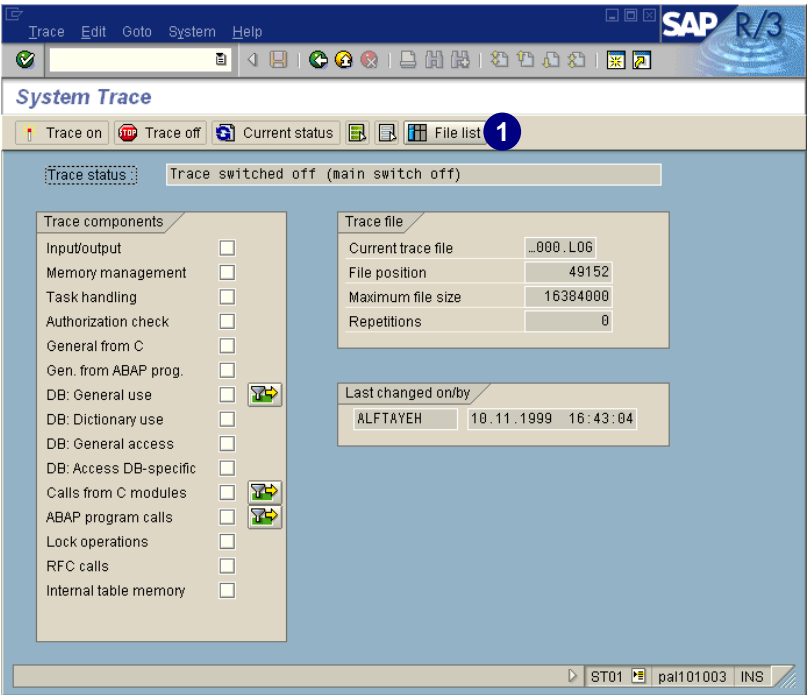 Trace Edit Goto System Help
SAP R/3
System Trace
Trace on STOP Trace off Current status File list 1
Trace status : Trace switched off (main switch off)
Trace components
Input/output
Memory management
Task handling
Authorization check
General from C
Gen. from ABAP prog.
DB: General use
DB: Dictionary use
DB: General access
DB: Access DB-specific
Calls from C modules
ABAP program calls
Lock operations
RFC calls
Internal table memory
Trace file
Current trace file …000.LOG
File position 49152
Maximum file size 16384000
Repetitions 0
Last changed on/by
ALFTAYEH 10.11.1999 16:43:04
ST01 pal101003 INS